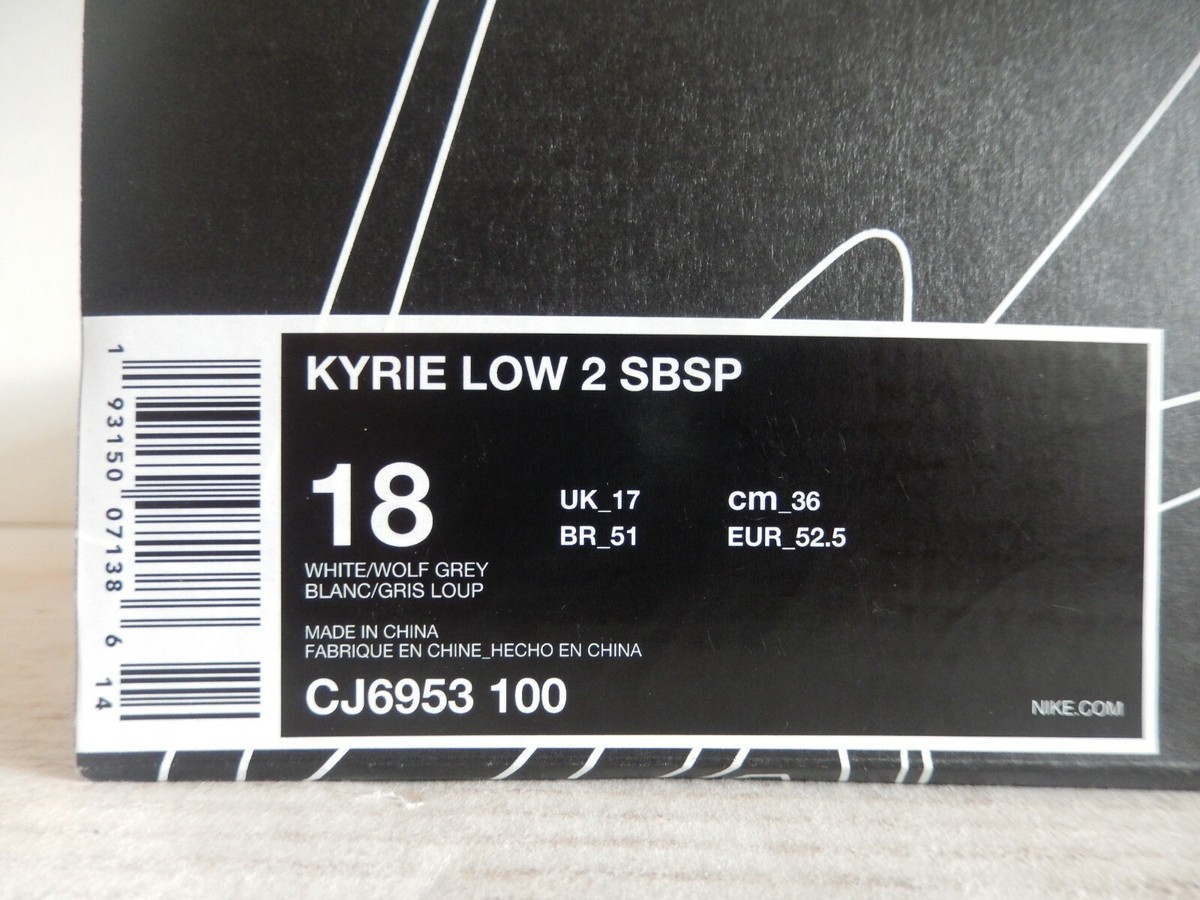 KYRIE LOW 2 SBSP
18
UK_17 cm_36
BR_51 EUR_52.5
WHITE/WOLF GREY
BLANC/GRIS LOUP
MADE IN CHINA
FABRIQUE EN CHINE_HECHO EN CHINA
CJ6953 100
NIKE.COM
1 93150 07138 6 14